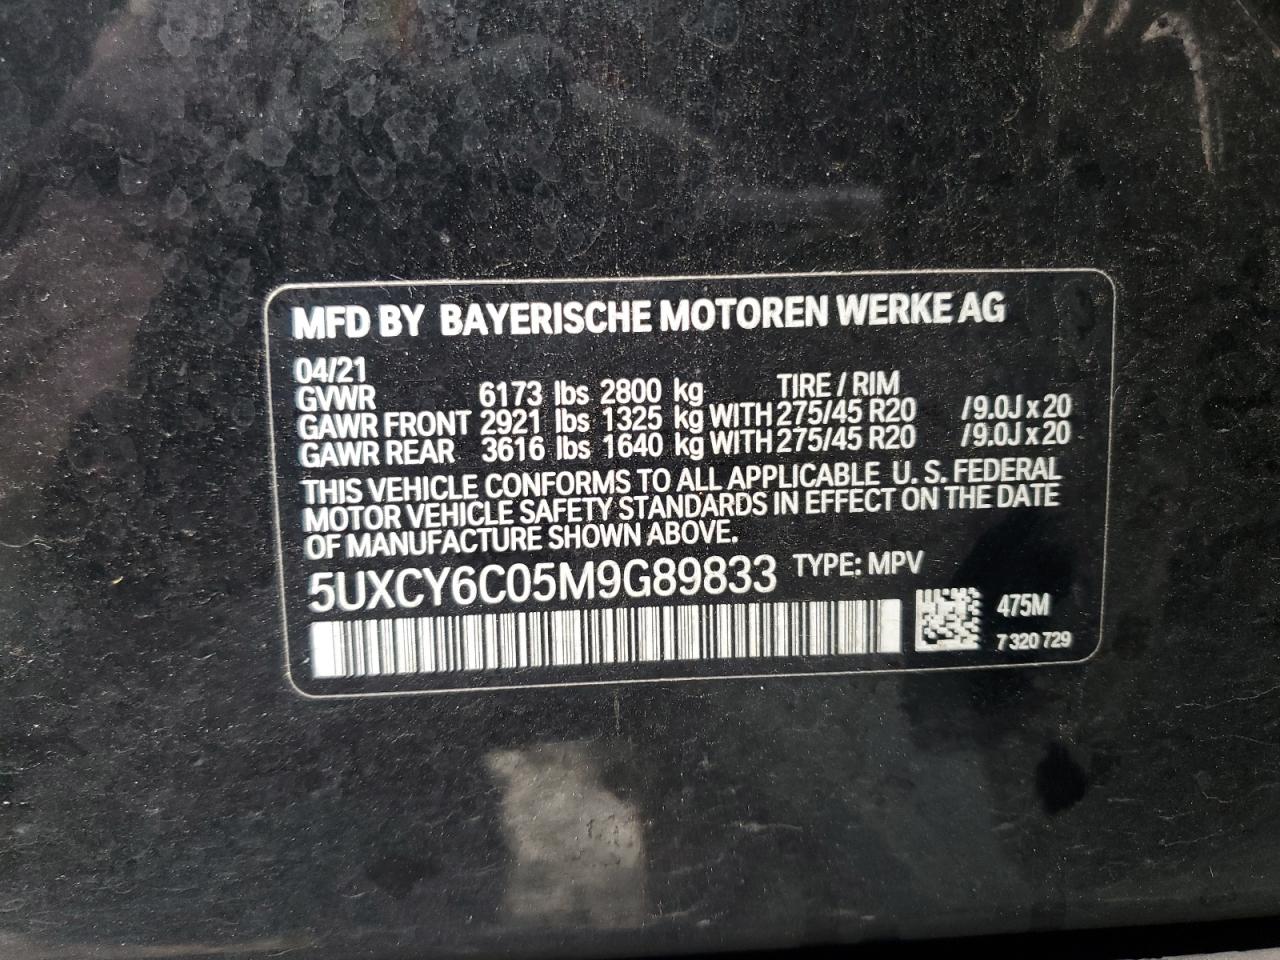 MFD BY BAYERISCHE MOTOREN WERKE AG
04/21
GVWR 6173 lbs 2800 kg TIRE / RIM
GAWR FRONT 2921 lbs 1325 kg WITH 275/45 R20 /9.0J x 20
GAWR REAR 3616 lbs 1640 kg WITH 275/45 R20 /9.0J x 20
THIS VEHICLE CONFORMS TO ALL APPLICABLE U. S. FEDERAL
MOTOR VEHICLE SAFETY STANDARDS IN EFFECT ON THE DATE
OF MANUFACTURE SHOWN ABOVE.
5UXCY6C05M9G89833 TYPE: MPV
475M
7 320 729